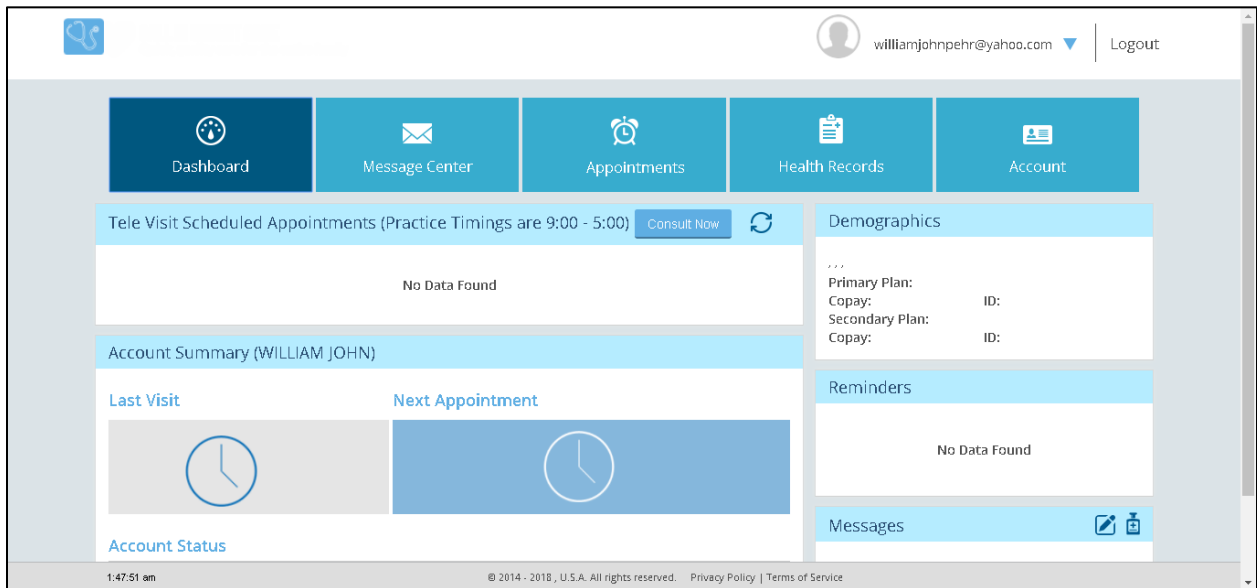 williamjohnpehr@yahoo.com Logout
Dashboard
Message Center
Appointments
Health Records
Account
Tele Visit Scheduled Appointments (Practice Timings are 9:00 - 5:00) Consult Now
No Data Found
Account Summary (WILLIAM JOHN)
Last Visit
Next Appointment
Account Status
Demographics
, , ,
Primary Plan:
Copay: ID:
Secondary Plan:
Copay: ID:
Reminders
No Data Found
Messages
1:47:51 am © 2014 - 2018 , U.S.A. All rights reserved. Privacy Policy | Terms of Service